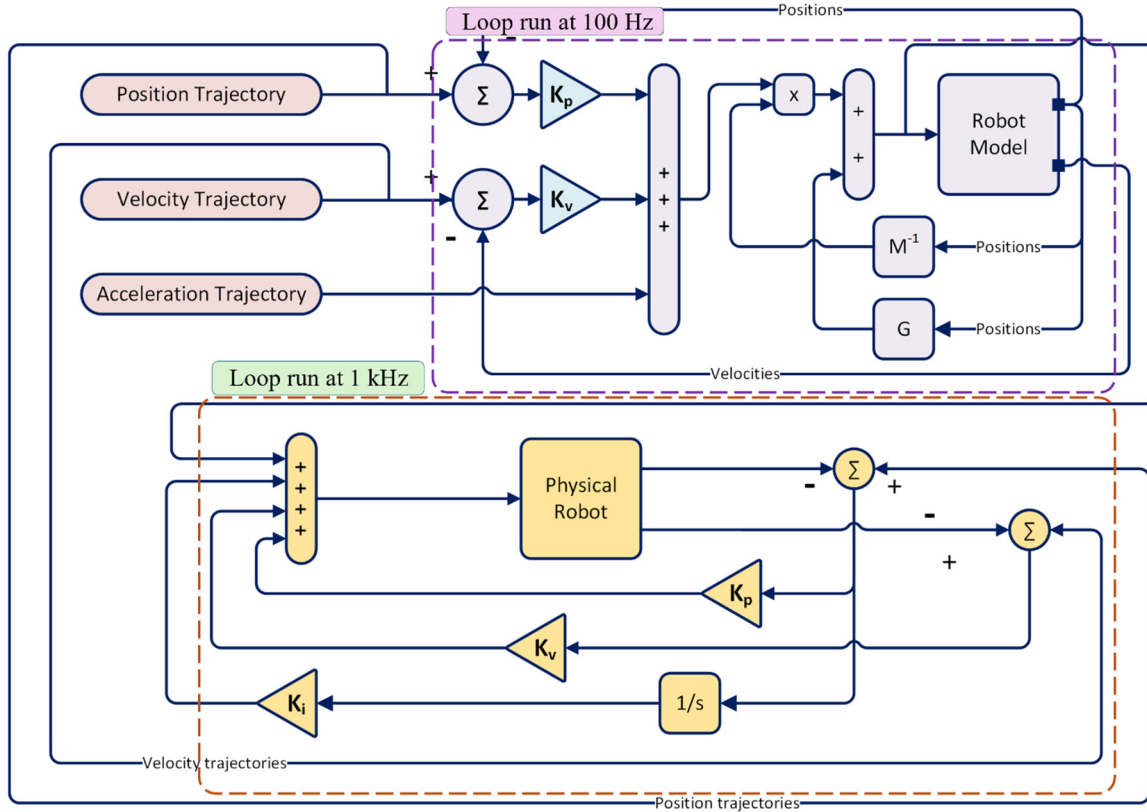 Loop run at 100 Hz
Positions
-
+
Position Trajectory
Σ
Kp
x
+
+
Robot
Model
+
Velocity Trajectory
Σ
Kv
-
+
+
+
M⁻¹
Positions
Acceleration Trajectory
G
Positions
Velocities
Loop run at 1 kHz
+
+
+
+
Physical
Robot
Σ
-
+
-
Σ
+
Kp
Kv
Ki
1/s
Velocity trajectories
Position trajectories